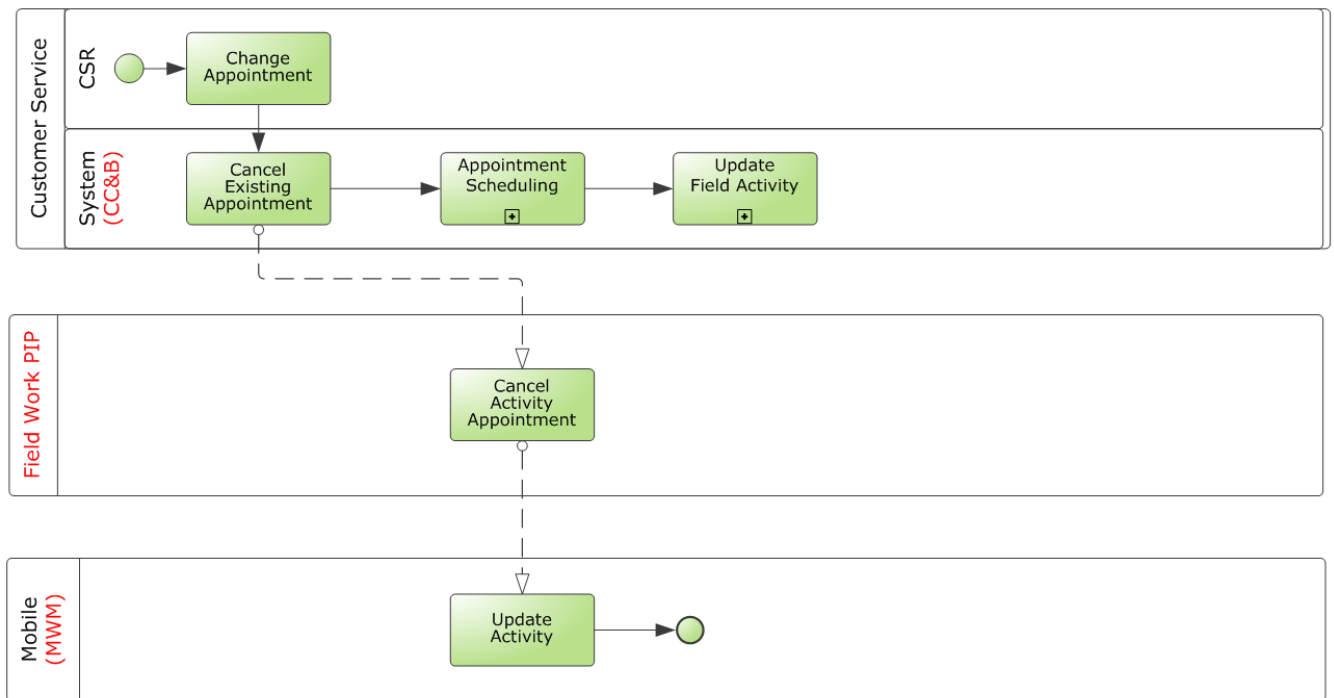 Customer Service
CSR
Change
Appointment
System
(CC&B)
Cancel
Existing
Appointment
Appointment
Scheduling
Update
Field Activity
Field Work PIP
Cancel
Activity
Appointment
Mobile
(MWM)
Update
Activity